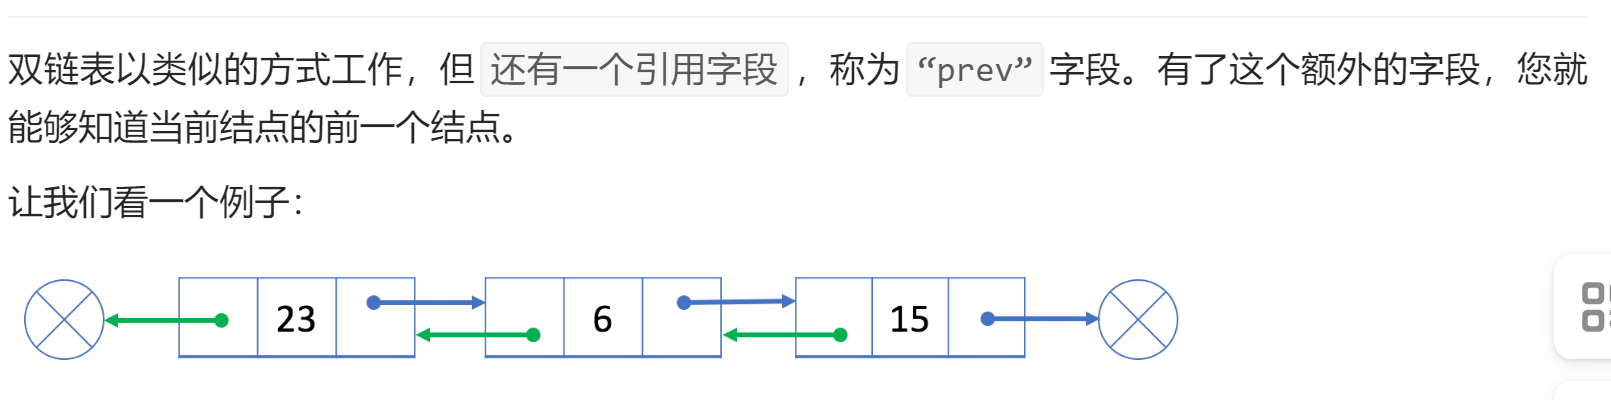 双链表以类似的方式工作，但 还有一个引用字段 ，称为 “prev” 字段。有了这个额外的字段，您就
能够知道当前结点的前一个结点。
让我们看一个例子：
23 6 15